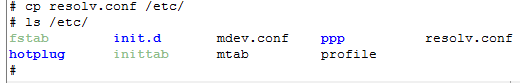 # cp resolv.conf /etc/
# ls /etc/
fstab init.d mdev.conf ppp resolv.conf
hotplug inittab mtab profile
#